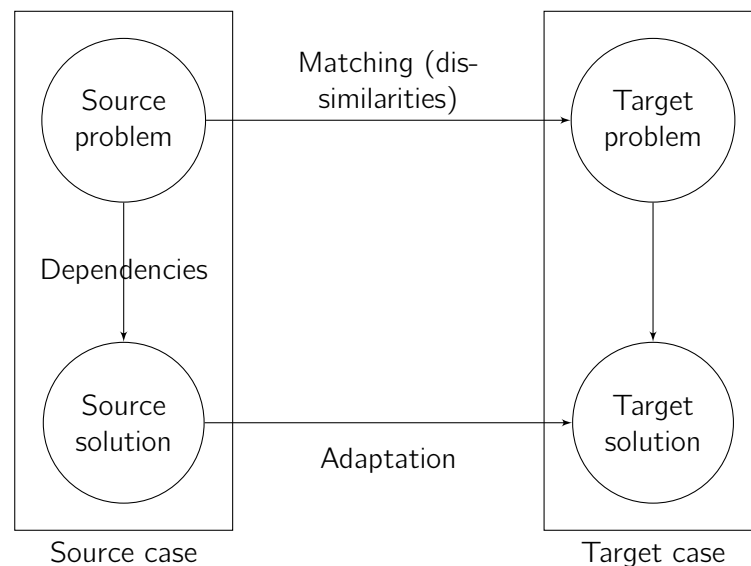 Matching (dis-
similarities)
Source
problem
Target
problem
Dependencies
Source
solution
Target
solution
Adaptation
Source case
Target case